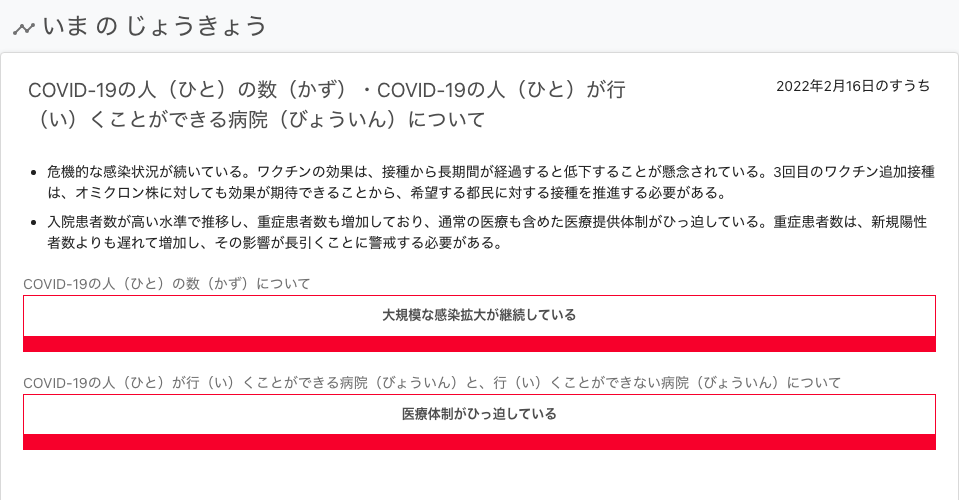 いま の じょうきょう
COVID-19の人（ひと）の数（かず）・COVID-19の人（ひと）が行
（い）くことができる病院（びょういん）について
2022年2月16日のすうち
• 危機的な感染状況が続いている。ワクチンの効果は、接種から長期間が経過すると低下することが懸念されている。3回目のワクチン追加接種
は、オミクロン株に対しても効果が期待できることから、希望する都民に対する接種を推進する必要がある。
• 入院患者数が高い水準で推移し、重症患者数も増加しており、通常の医療も含めた医療提供体制がひっ迫している。重症患者数は、新規陽性
者数よりも遅れて増加し、その影響が長引くことに警戒する必要がある。
COVID-19の人（ひと）の数（かず）について
大規模な感染拡大が継続している
COVID-19の人（ひと）が行（い）くことができる病院（びょういん）と、行（い）くことができない病院（びょういん）について
医療体制がひっ迫している